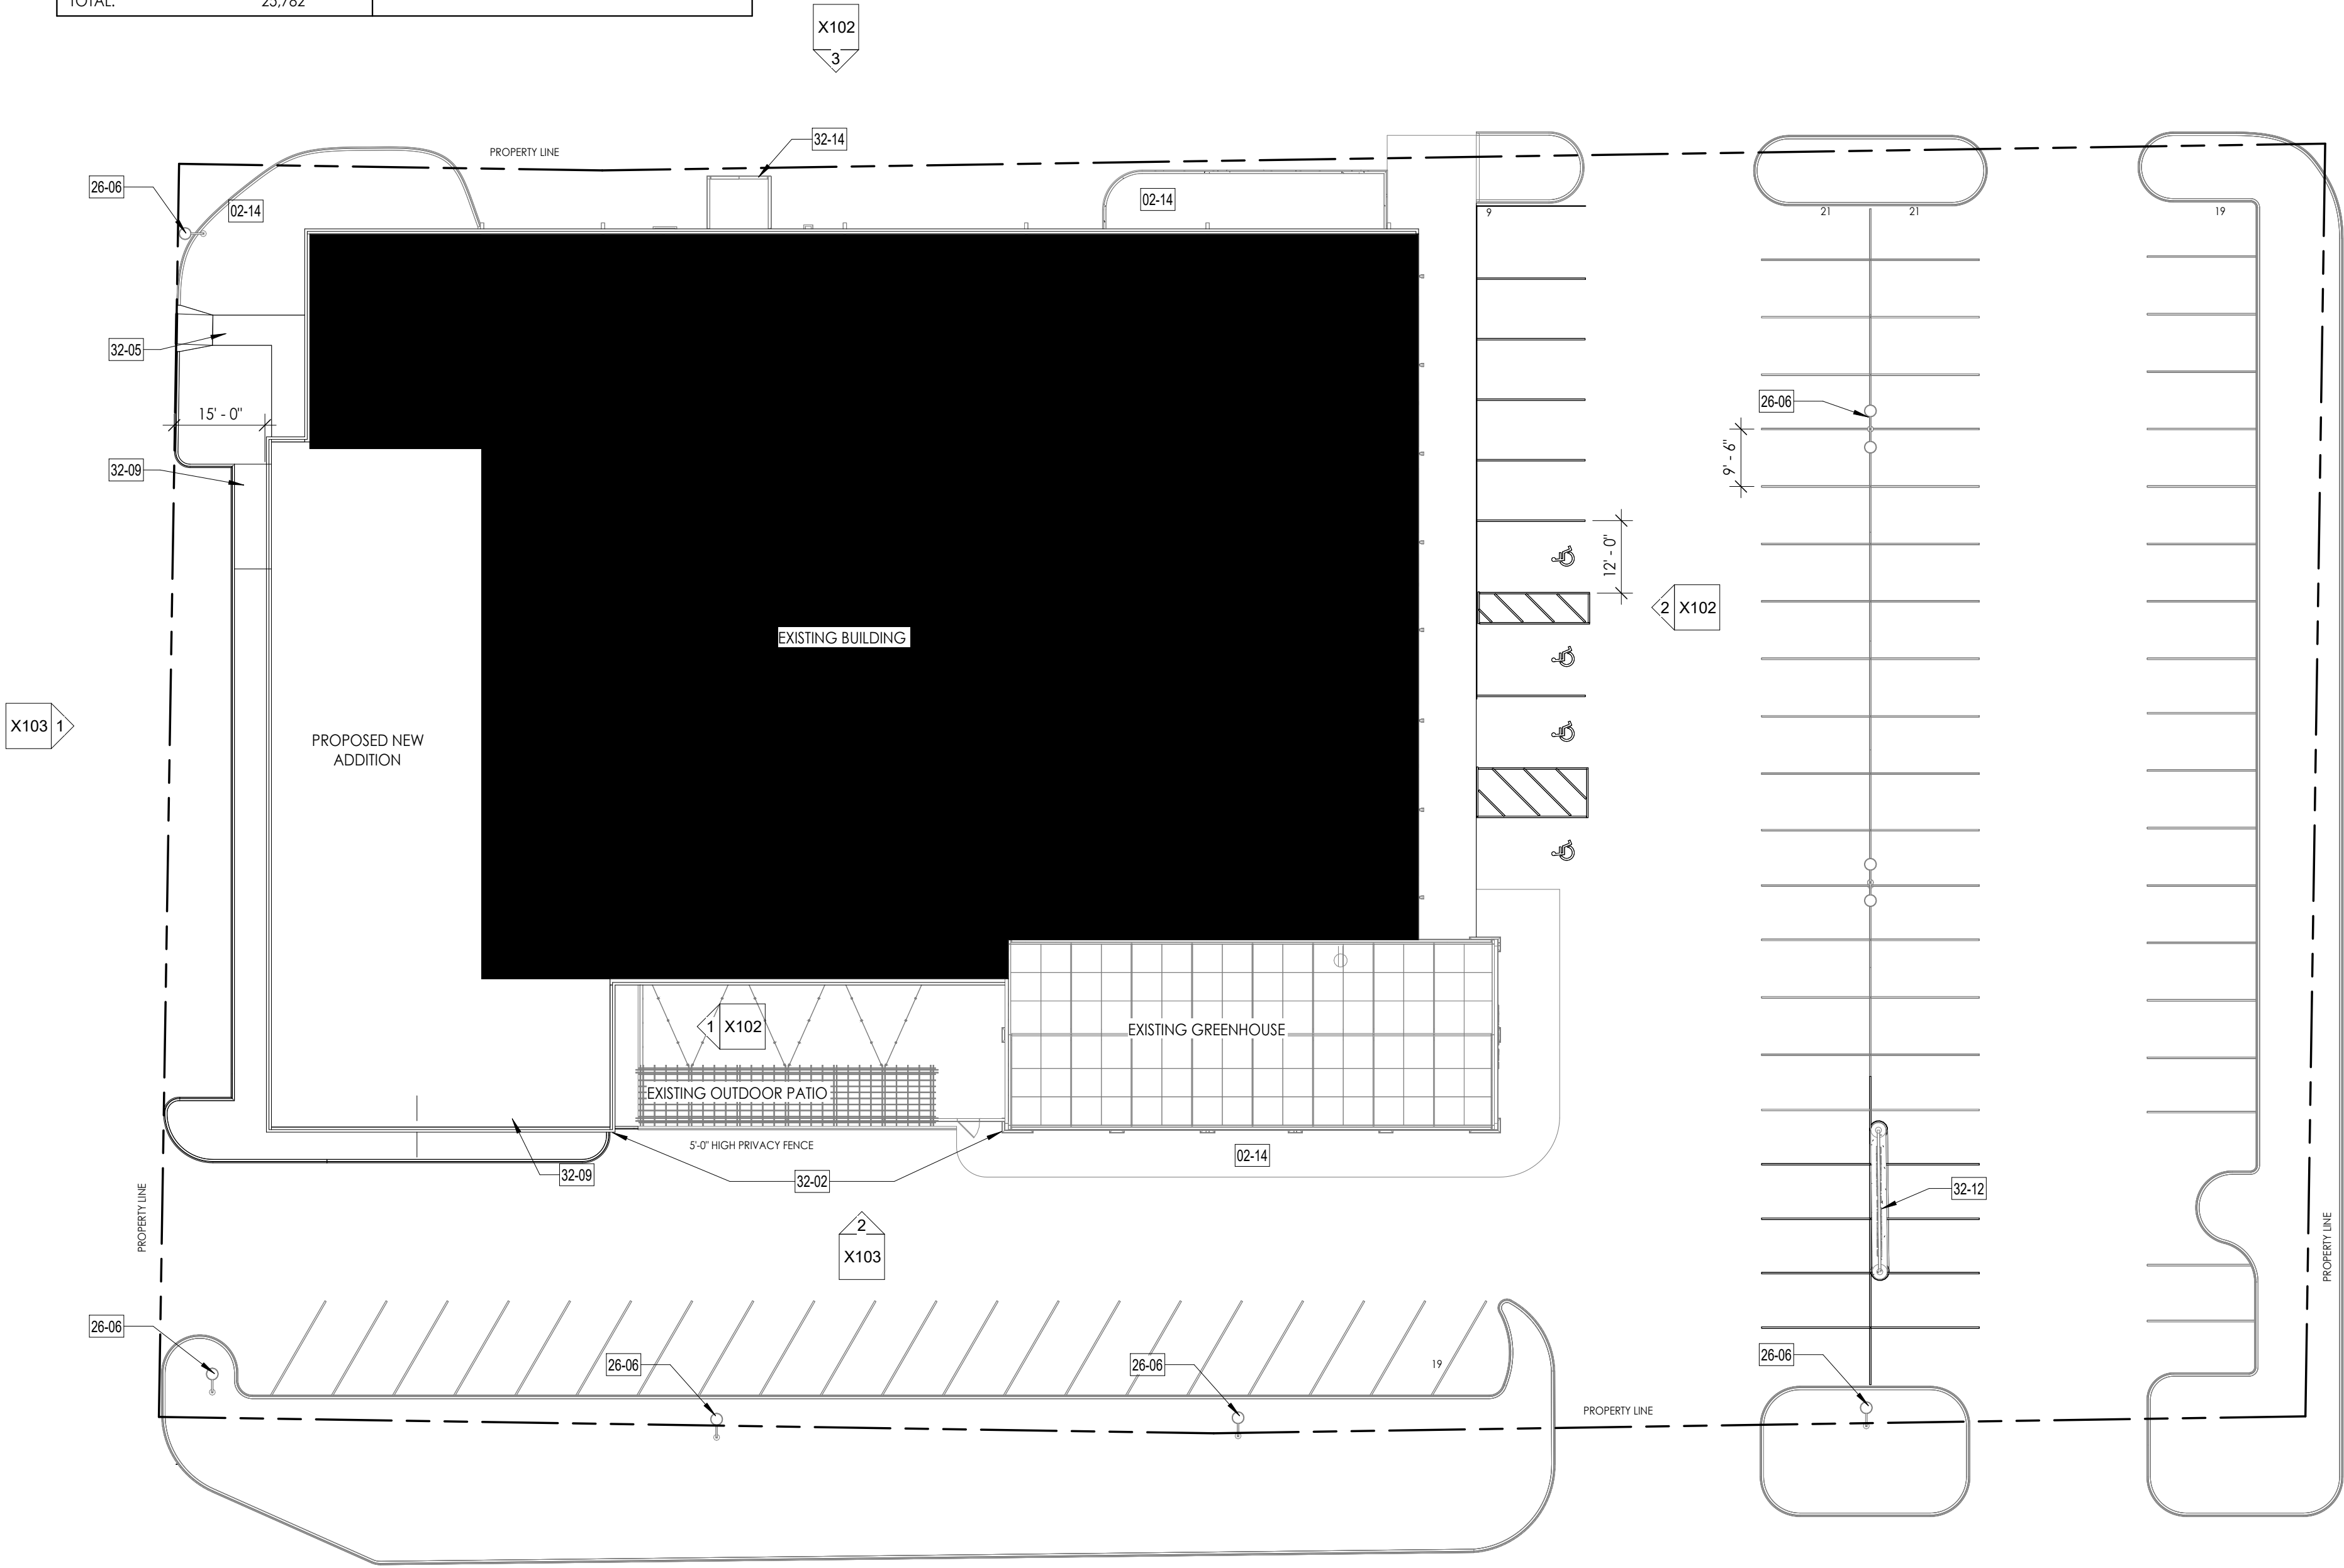 TOTAL: 25,782
X102
3
32-14
PROPERTY LINE
26-06
02-14
02-14
9
21
21
19
32-05
15' - 0"
26-06
9' - 6"
32-09
12' - 0"
2 X102
EXISTING BUILDING
X103 1
PROPOSED NEW
ADDITION
1 X102
EXISTING GREENHOUSE
EXISTING OUTDOOR PATIO
5'-0" HIGH PRIVACY FENCE
02-14
32-09
32-02
32-12
PROPERTY LINE
2
X103
PROPERTY LINE
26-06
26-06
26-06
19
26-06
PROPERTY LINE